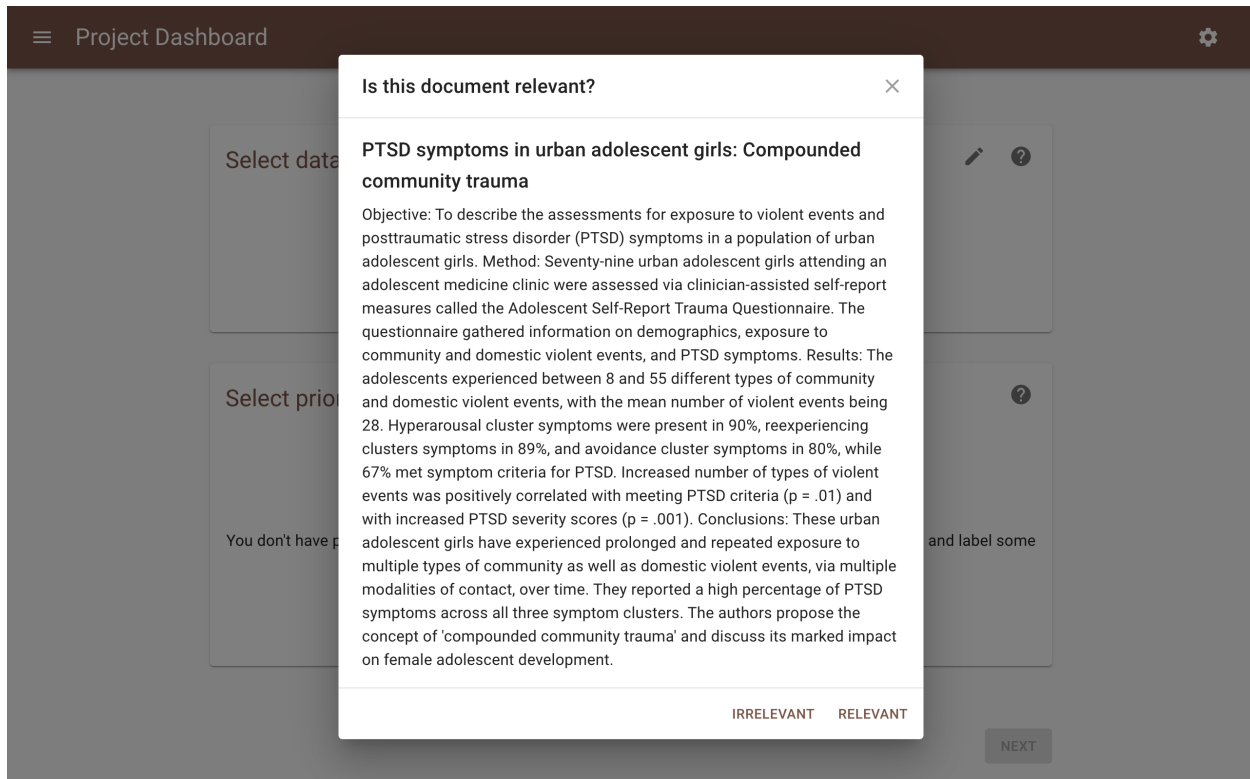 Project Dashboard
Is this document relevant?
Select data
PTSD symptoms in urban adolescent girls: Compounded
community trauma
Objective: To describe the assessments for exposure to violent events and
posttraumatic stress disorder (PTSD) symptoms in a population of urban
adolescent girls. Method: Seventy-nine urban adolescent girls attending an
adolescent medicine clinic were assessed via clinician-assisted self-report
measures called the Adolescent Self-Report Trauma Questionnaire. The
questionnaire gathered information on demographics, exposure to
community and domestic violent events, and PTSD symptoms. Results: The
adolescents experienced between 8 and 55 different types of community
and domestic violent events, with the mean number of violent events being
28. Hyperarousal cluster symptoms were present in 90%, reexperiencing
clusters symptoms in 89%, and avoidance cluster symptoms in 80%, while
67% met symptom criteria for PTSD. Increased number of types of violent
events was positively correlated with meeting PTSD criteria (p = .01) and
with increased PTSD severity scores (p = .001). Conclusions: These urban
adolescent girls have experienced prolonged and repeated exposure to
multiple types of community as well as domestic violent events, via multiple
modalities of contact, over time. They reported a high percentage of PTSD
symptoms across all three symptom clusters. The authors propose the
concept of 'compounded community trauma' and discuss its marked impact
on female adolescent development.
Select prior
You don't have p
and label some
IRRELEVANT RELEVANT
NEXT